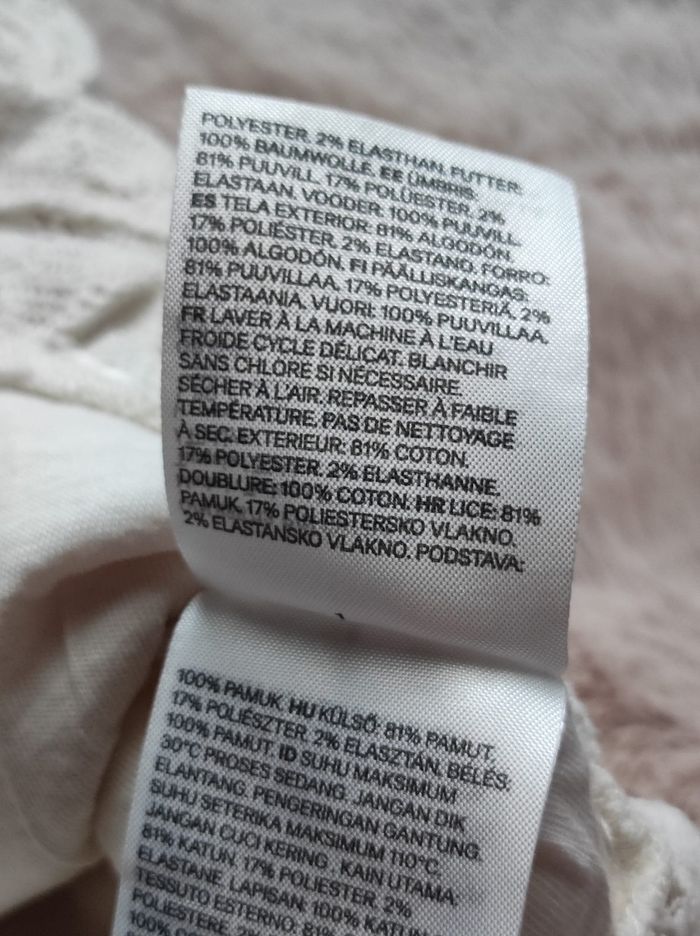 POLYESTER. 2% ELASTHAN. FUTTER:
100% BAUMWOLLE. EE ÜMBRIS:
81% PUUVILL. 17% POLÜESTER. 2%
ELASTAAN. VOODER: 100% PUUVILL.
ES TELA EXTERIOR: 81% ALGODÓN.
17% POLIÉSTER. 2% ELASTANO. FORRO:
100% ALGODÓN. FI PÄÄLLISKANGAS:
81% PUUVILLAA. 17% POLYESTERIÄ. 2%
ELASTAANIA. VUORI: 100% PUUVILLAA.
FR LAVER À LA MACHINE À L'EAU
FROIDE CYCLE DÉLICAT. BLANCHIR
SANS CHLORE SI NÉCESSAIRE.
SÉCHER À L'AIR. REPASSER À FAIBLE
TEMPÉRATURE. PAS DE NETTOYAGE
À SEC. EXTERIEUR: 81% COTON.
17% POLYESTER. 2% ELASTHANNE.
DOUBLURE: 100% COTON. HR LICE: 81%
PAMUK. 17% POLIESTERSKO VLAKNO.
2% ELASTANSKO VLAKNO. PODSTAVA:
100% PAMUK. HU KÜLSŐ: 81% PAMUT.
17% POLIÉSZTER. 2% ELASZTÁN. BÉLÉS:
100% PAMUT. ID SUHU MAKSIMUM
30°C PROSES SEDANG. JANGAN DIK
ELANTANG. PENGERINGAN GANTUNG.
SUHU SETERIKA MAKSIMUM 110°C.
JANGAN CUCI KERING. KAIN UTAMA:
81% KATUN. 17% POLIESTER. 2%
ELASTANE. LAPISAN: 100% KATUN
TESSUTO ESTERNO: 81%
POLIESTERE. 2%
100%